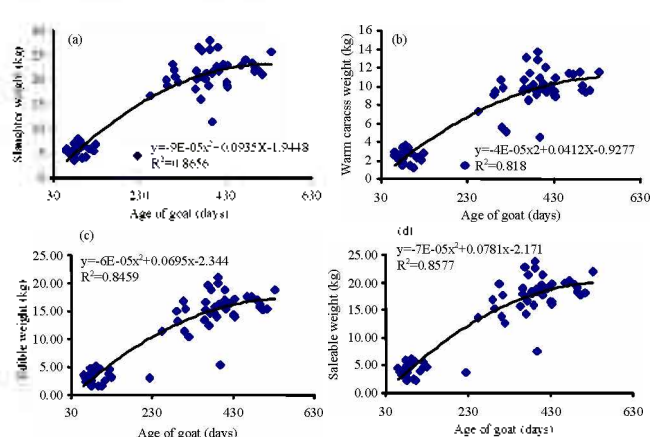 (a)
Slaughter weight (kg)
y=-9E-05x²+0.0935X-1.9448
R²=0.8656
50 230 430 630
Age of goat (days)
(b)
Warm caracss weight (kg)
16
14
12
10
8
6
4
2
0
y=-4E-05x2+0.0412X-0.9277
R²=0.818
30 230 430 630
Age of goat (days)
(c)
Edible weight (kg)
25.00
20.00
15.00
10.00
5.00
0.00
y=-6E-05x²+0.0695x-2.344
R²=0.8459
30 230 430 630
Age of goat (days)
(d)
Saleable weight (kg)
25.00
20.00
15.00
10.00
5.00
0.00
y=-7E-05x²+0.0781x-2.171
R²=0.8577
30 230 430 630
Age of goat (days)